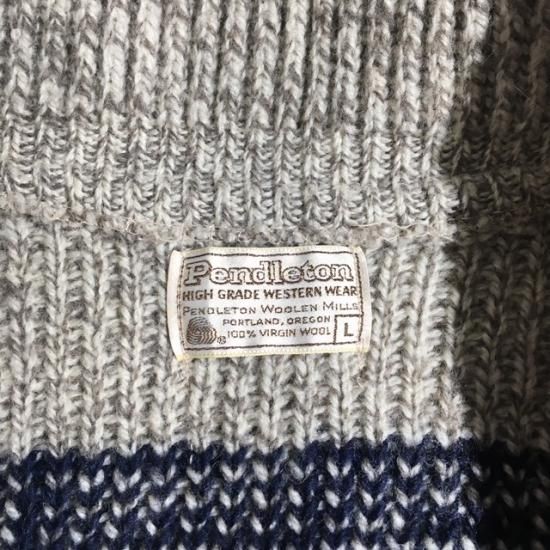 Pendleton
HIGH GRADE WESTERN WEAR
PENDLETON WOOLEN MILLS
PORTLAND, OREGON
100% VIRGIN WOOL L